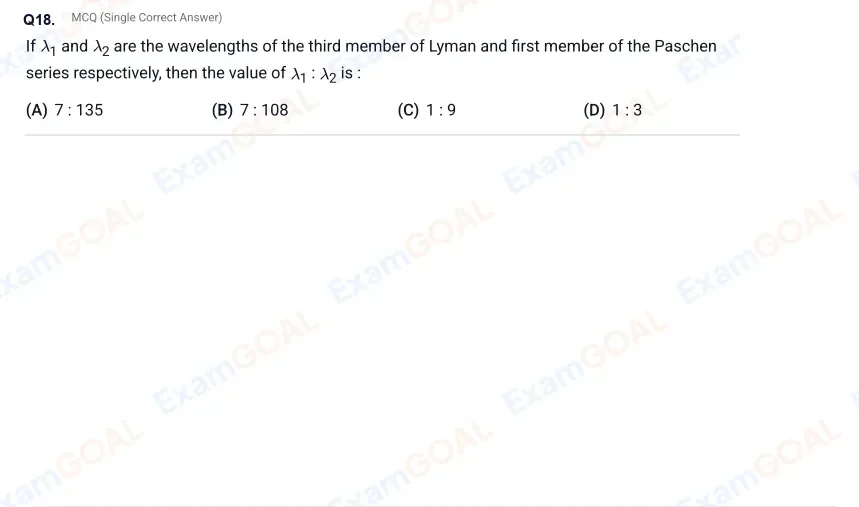 Q18. MCQ (Single Correct Answer)
If λ₁ and λ₂ are the wavelengths of the third member of Lyman and first member of the Paschen
series respectively, then the value of λ₁ : λ₂ is :
(A) 7 : 135 (B) 7 : 108 (C) 1 : 9 (D) 1 : 3
ExamGOAL
ExamGOAL
ExamGOAL
ExamGOAL
ExamGOAL
ExamGOAL
ExamGOAL